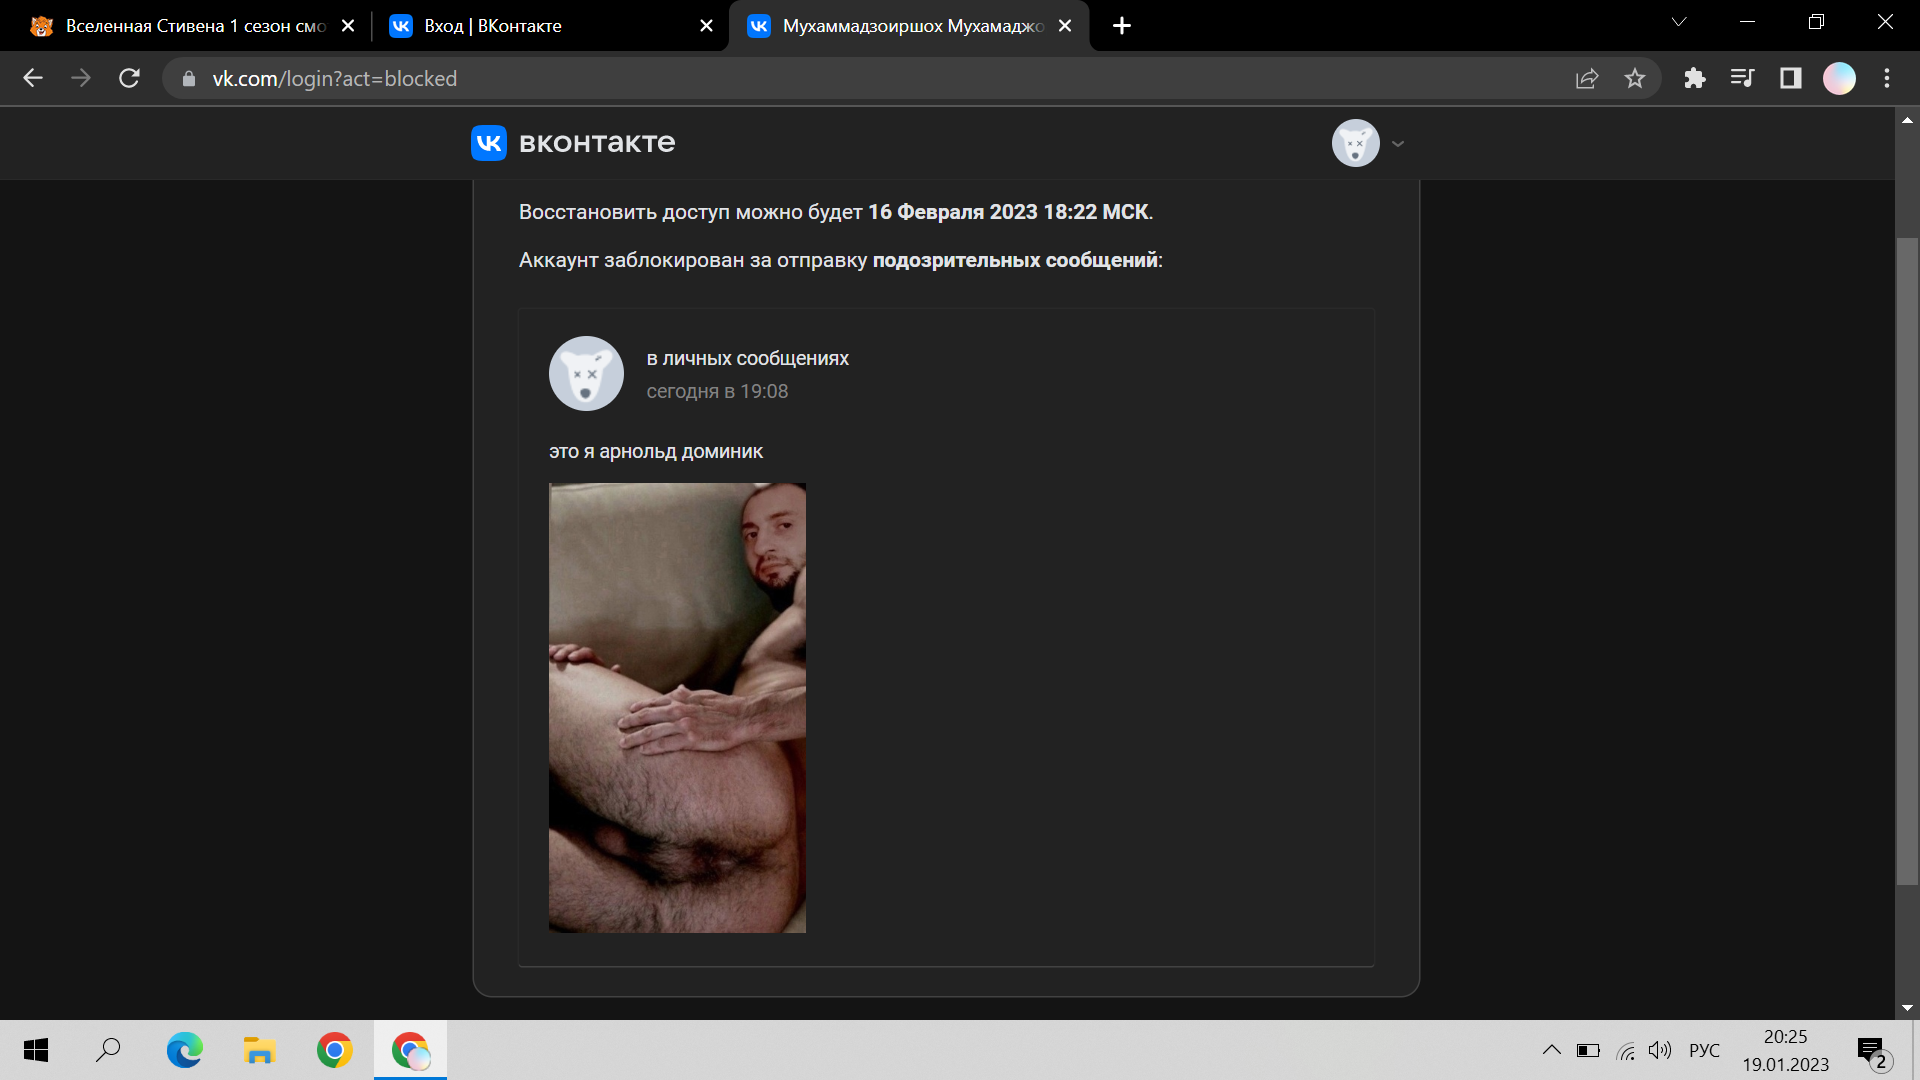 Вселенная Стивена 1 сезон смо
Вход | ВКонтакте
Мухаммадзоиршох Мухамаджо
vk.com/login?act=blocked
вконтакте
Восстановить доступ можно будет 16 Февраля 2023 18:22 МСК.
Аккаунт заблокирован за отправку подозрительных сообщений:
в личных сообщениях
сегодня в 19:08
это я арнольд доминик
РУС
20:25
19.01.2023
2